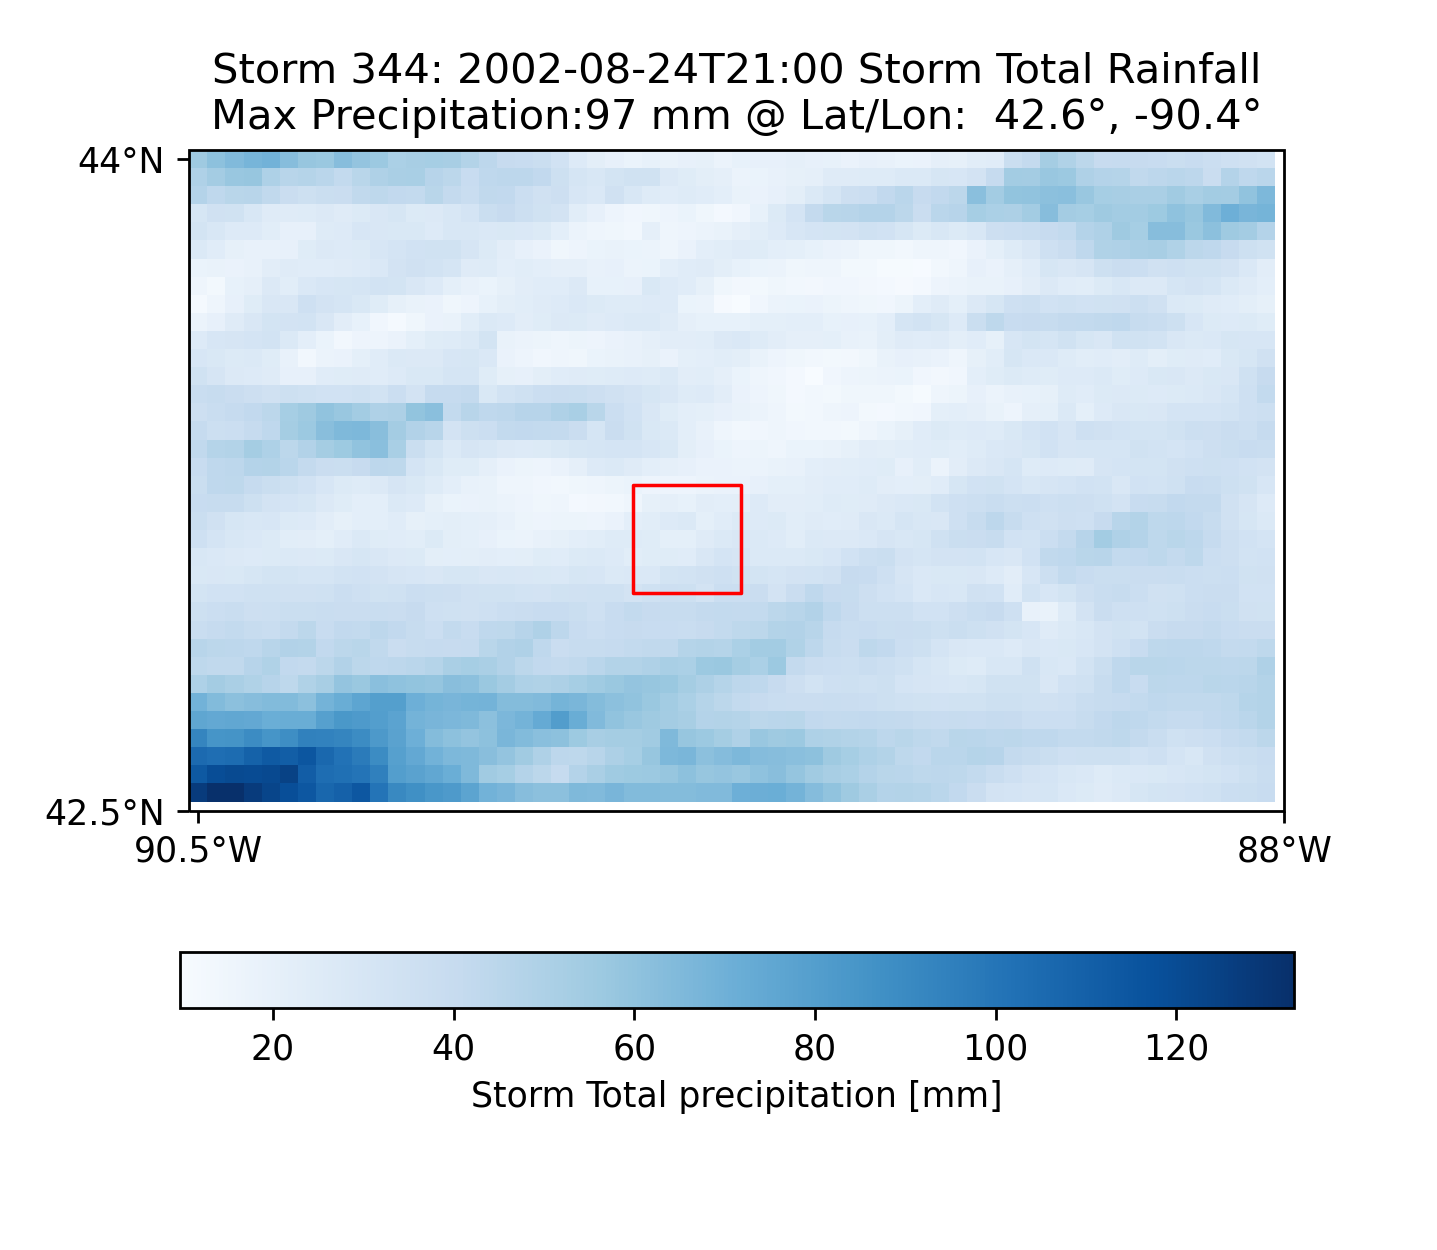 Storm 344: 2002-08-24T21:00 Storm Total Rainfall
Max Precipitation:97 mm @ Lat/Lon:  42.6°, -90.4°
44°N
42.5°N
90.5°W 88°W
20 40 60 80 100 120
Storm Total precipitation [mm]